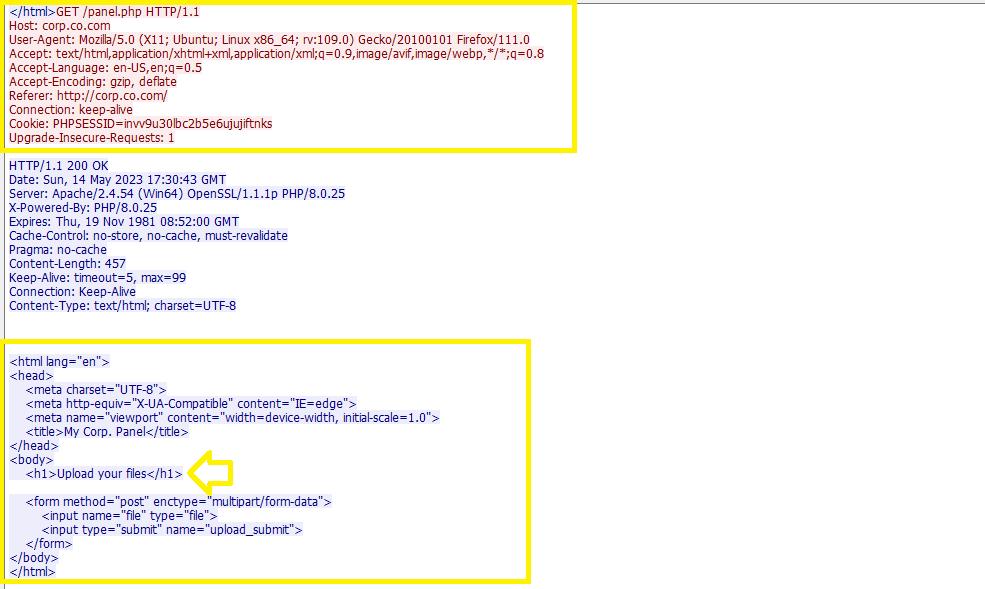 </html>GET /panel.php HTTP/1.1
Host: corp.co.com
User-Agent: Mozilla/5.0 (X11; Ubuntu; Linux x86_64; rv:109.0) Gecko/20100101 Firefox/111.0
Accept: text/html,application/xhtml+xml,application/xml;q=0.9,image/avif,image/webp,*/*;q=0.8
Accept-Language: en-US,en;q=0.5
Accept-Encoding: gzip, deflate
Referer: http://corp.co.com/
Connection: keep-alive
Cookie: PHPSESSID=invv9u30lbc2b5e6ujujiftnks
Upgrade-Insecure-Requests: 1
HTTP/1.1 200 OK
Date: Sun, 14 May 2023 17:30:43 GMT
Server: Apache/2.4.54 (Win64) OpenSSL/1.1.1p PHP/8.0.25
X-Powered-By: PHP/8.0.25
Expires: Thu, 19 Nov 1981 08:52:00 GMT
Cache-Control: no-store, no-cache, must-revalidate
Pragma: no-cache
Content-Length: 457
Keep-Alive: timeout=5, max=99
Connection: Keep-Alive
Content-Type: text/html; charset=UTF-8
<html lang="en">
<head>
<meta charset="UTF-8">
<meta http-equiv="X-UA-Compatible" content="IE=edge">
<meta name="viewport" content="width=device-width, initial-scale=1.0">
<title>My Corp. Panel</title>
</head>
<body>
<h1>Upload your files</h1>
<form method="post" enctype="multipart/form-data">
<input name="file" type="file">
<input type="submit" name="upload_submit">
</form>
</body>
</html>